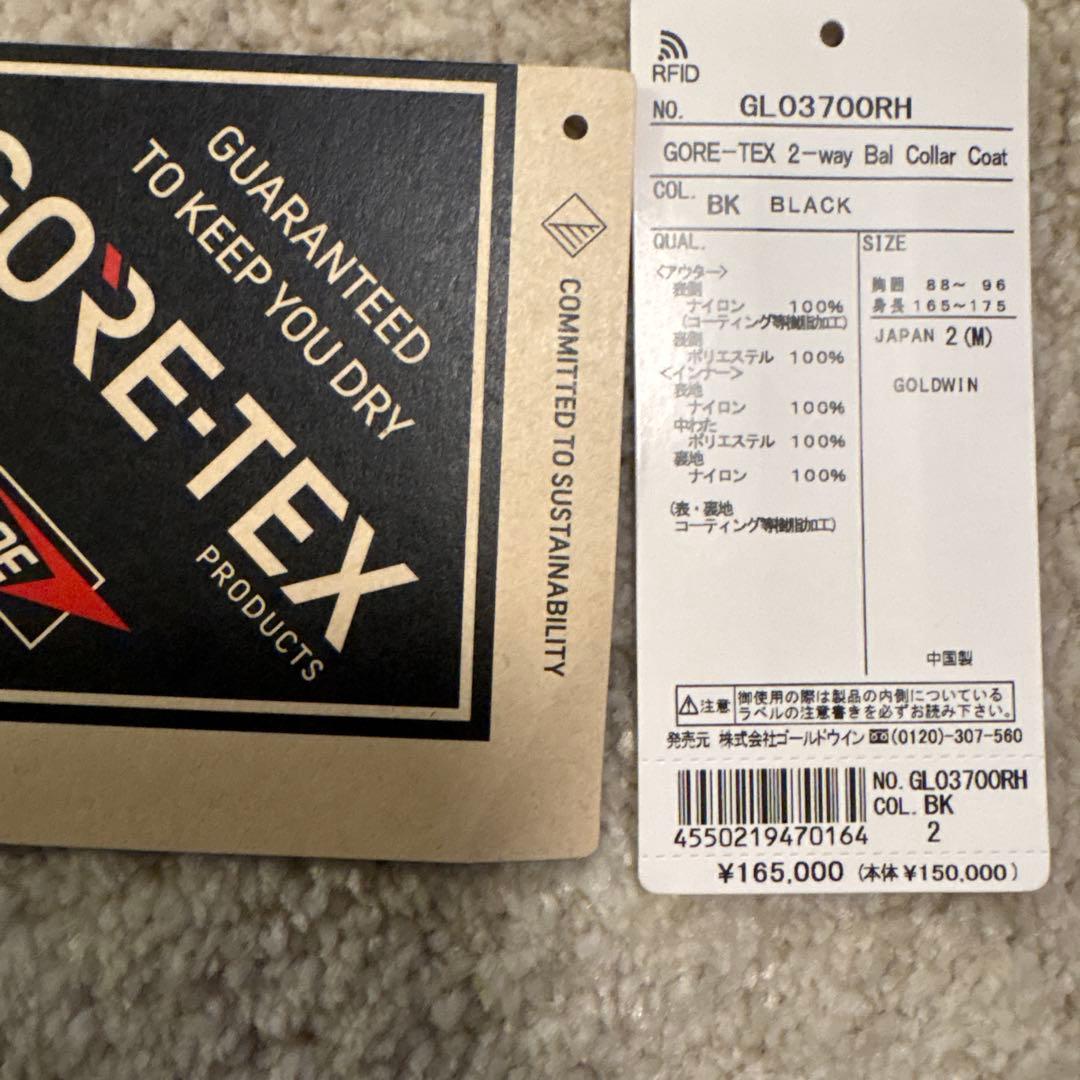 GUARANTEED
TO KEEP YOU DRY
GORE-TEX
PRODUCTS
COMMITTED TO SUSTAINABILITY
RFID
NO. GL03700RH
GORE-TEX 2-way Bal Collar Coat
COL. BK BLACK
QUAL.
<アウター>
表側
ナイロン 100%
(コーティング等樹脂加工)
裏側
ポリエステル 100%
<インナー>
表地
ナイロン 100%
中わた
ポリエステル 100%
裏地
ナイロン 100%
(表・裏地
コーティング等樹脂加工)
SIZE
胸囲 88~ 96
身長 165~175
JAPAN 2(M)
GOLDWIN
中国製
注意
御使用の際は製品の内側についている
ラベルの注意書きを必ずお読み下さい。
発売元 株式会社ゴールドウイン (0120)-307-560
4550219470164
NO. GL03700RH
COL. BK
2
¥165,000 (本体¥150,000)